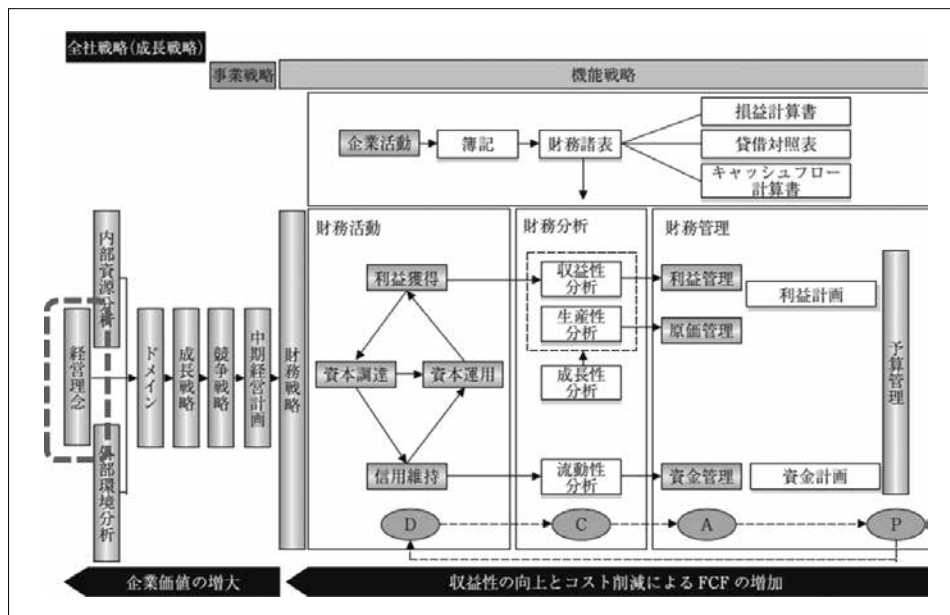 全社戦略(成長戦略)
事業戦略
機能戦略
企業活動
簿記
財務諸表
損益計算書
貸借対照表
キャッシュフロー
計算書
財務活動
財務分析
財務管理
内部資源分析
経営理念
外部環境分析
ドメイン
成長戦略
競争戦略
中期経営計画
財務戦略
利益獲得
資本調達
資本運用
信用維持
収益性
分析
生産性
分析
成長性
分析
流動性
分析
利益管理
利益計画
原価管理
資金管理
資金計画
予算管理
D
C
A
P
企業価値の増大
収益性の向上とコスト削減によるFCFの増加